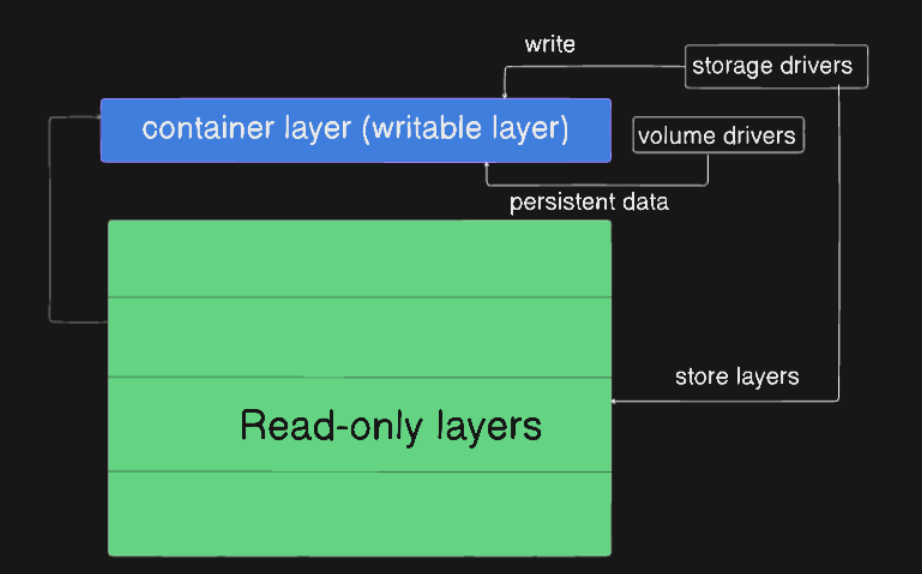 write
storage drivers
container layer (writable layer)
volume drivers
persistent data
store layers
Read-only layers